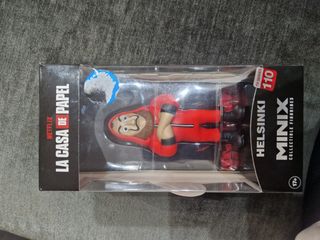 NETFLIX
LA CASA DE PAPEL
110
HELSINKI
MINIX
COLLECTIBLE FIGURINES